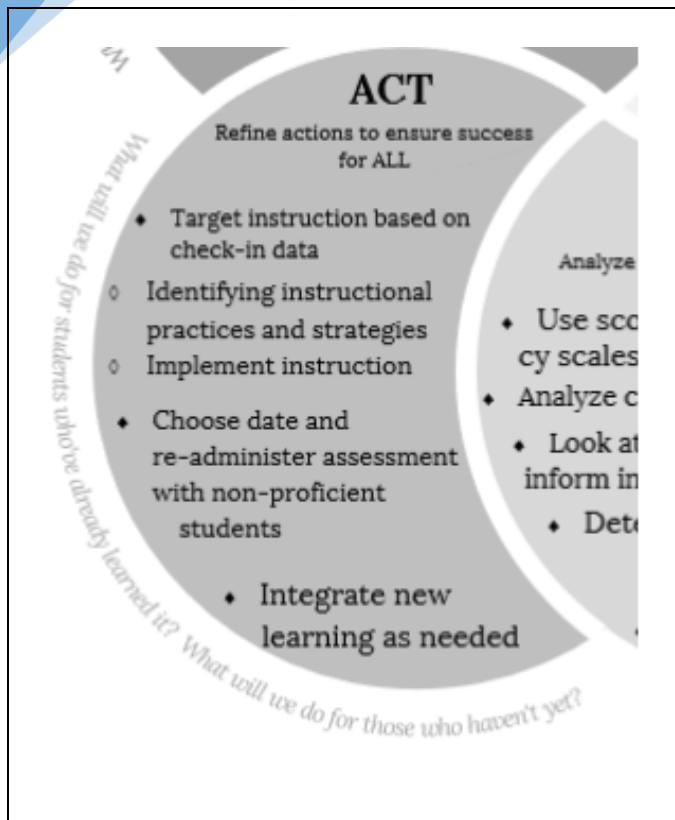 ACT
Refine actions to ensure success
for ALL
Target instruction based on
check-in data
Identifying instructional
practices and strategies
Implement instruction
Choose date and
re-administer assessment
with non-proficient
students
Integrate new
learning as needed
What will we do for students who've already learned it? What will we do for those who haven't yet?
Analyze
Use
cy scales
Analyze
Look at
inform